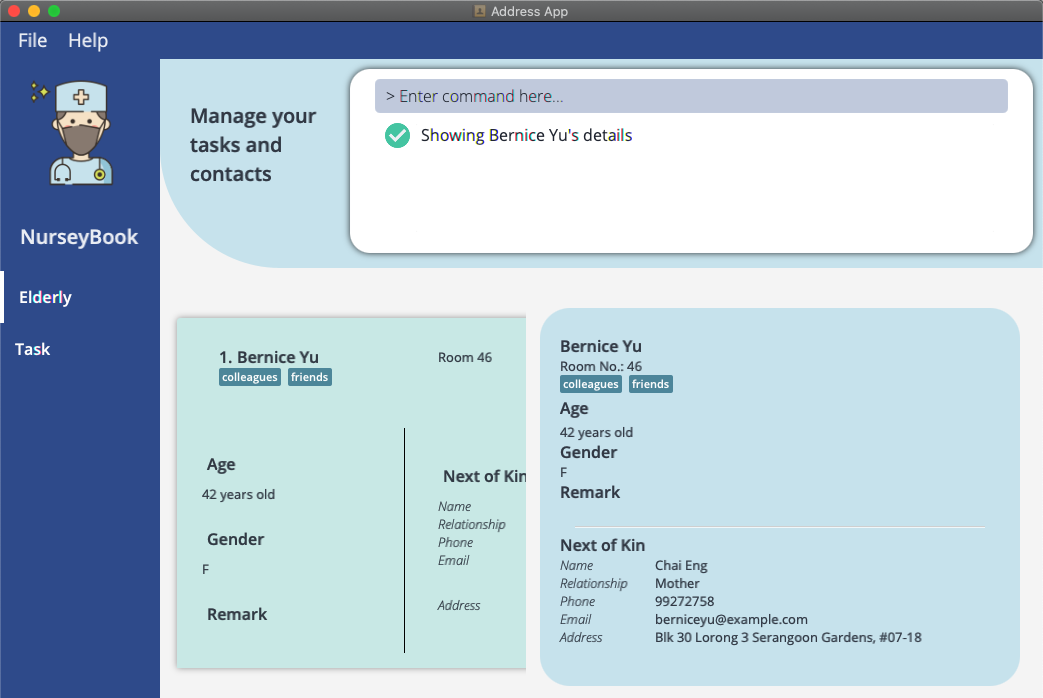 Address App
File Help
NurseyBook
Elderly
Task
Manage your
tasks and
contacts
> Enter command here...
Showing Bernice Yu's details
1. Bernice Yu
Room 46
colleagues friends
Age
42 years old
Gender
F
Remark
Next of Kin
Name
Relationship
Phone
Email
Address
Bernice Yu
Room No.: 46
colleagues friends
Age
42 years old
Gender
F
Remark
Next of Kin
Name Chai Eng
Relationship Mother
Phone 99272758
Email berniceyu@example.com
Address Blk 30 Lorong 3 Serangoon Gardens, #07-18